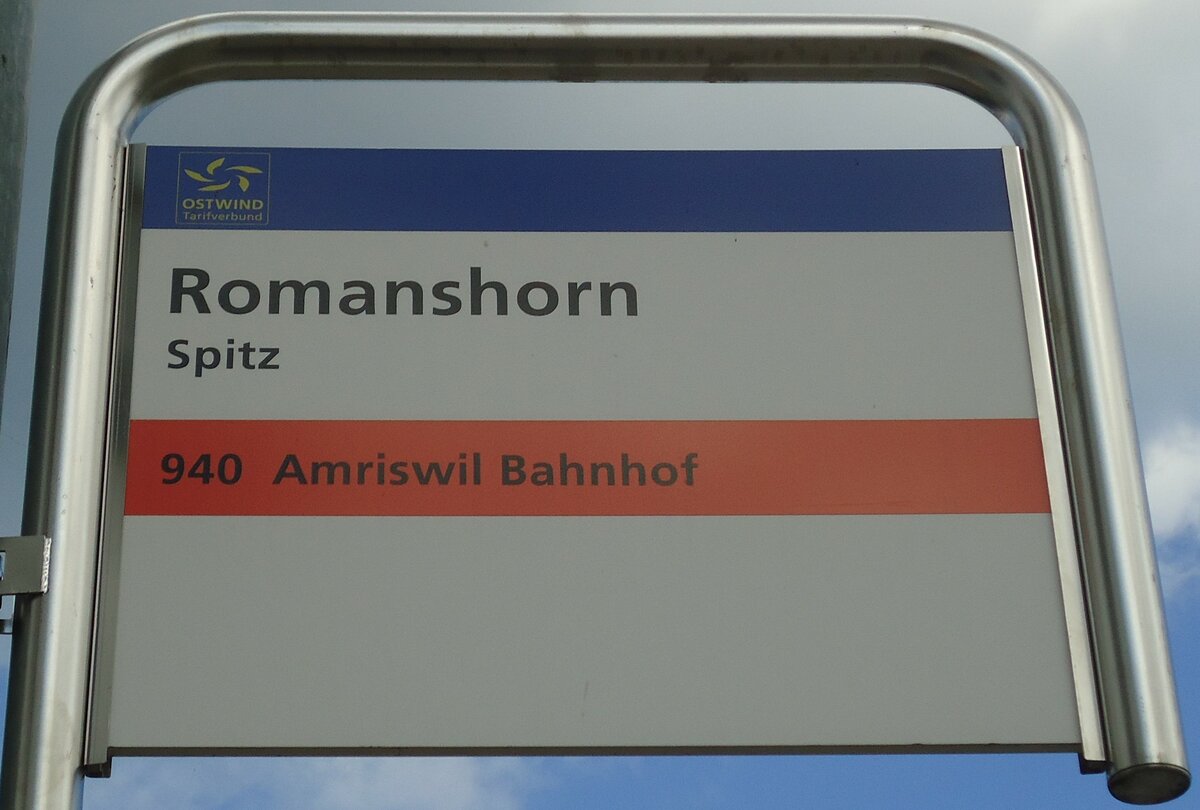 OSTWIND
Tarifverbund
Romanshorn
Spitz
940 Amriswil Bahnhof